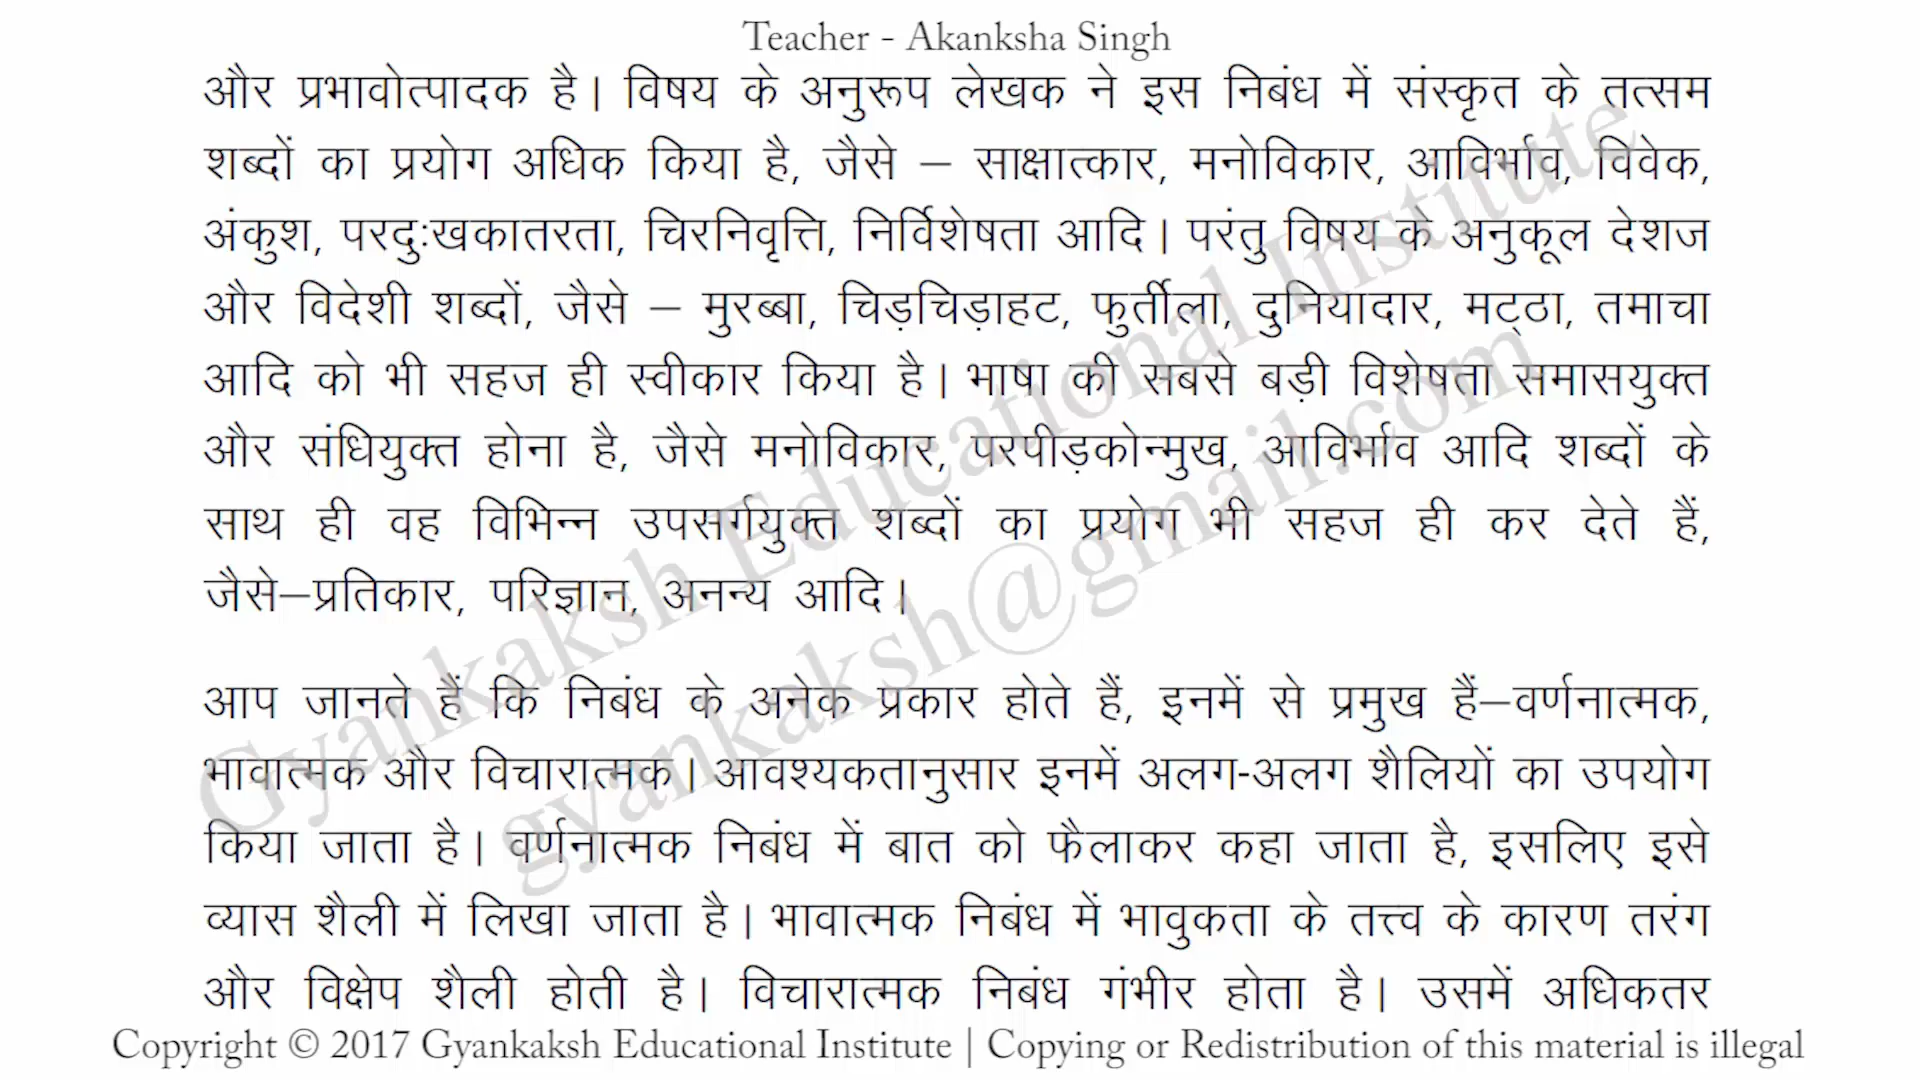 Teacher - Akanksha Singh
और प्रभावोत्पादक है। विषय के अनुरूप लेखक ने इस निबंध में संस्कृत के तत्सम
शब्दों का प्रयोग अधिक किया है, जैसे – साक्षात्कार, मनोविकार, आविर्भाव, विवेक,
अंकुश, परदुःखकातरता, चिरनिवृत्ति, निर्विशेषता आदि। परंतु विषय के अनुकूल देशज
और विदेशी शब्दों, जैसे – मुरब्बा, चिड़चिड़ाहट, फुर्तीला, दुनियादार, मट्ठा, तमाचा
आदि को भी सहज ही स्वीकार किया है। भाषा की सबसे बड़ी विशेषता समासयुक्त
और संधियुक्त होना है, जैसे मनोविकार, परपीड़कोन्मुख, आविर्भाव आदि शब्दों के
साथ ही वह विभिन्न उपसर्गयुक्त शब्दों का प्रयोग भी सहज ही कर देते हैं,
जैसे–प्रतिकार, परिज्ञान, अनन्य आदि।
आप जानते हैं कि निबंध के अनेक प्रकार होते हैं, इनमें से प्रमुख हैं–वर्णनात्मक,
भावात्मक और विचारात्मक। आवश्यकतानुसार इनमें अलग-अलग शैलियों का उपयोग
किया जाता है। वर्णनात्मक निबंध में बात को फैलाकर कहा जाता है, इसलिए इसे
व्यास शैली में लिखा जाता है। भावात्मक निबंध में भावुकता के तत्त्व के कारण तरंग
और विक्षेप शैली होती है। विचारात्मक निबंध गंभीर होता है। उसमें अधिकतर
Gyankaksh Educational Institute
gyankaksh@gmail.com
Copyright © 2017 Gyankaksh Educational Institute | Copying or Redistribution of this material is illegal